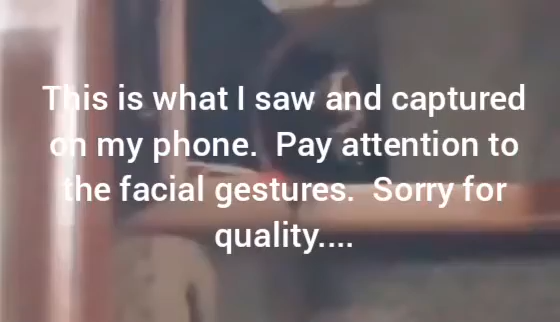 This is what I saw and captured
on my phone.  Pay attention to
the facial gestures.  Sorry for
quality....